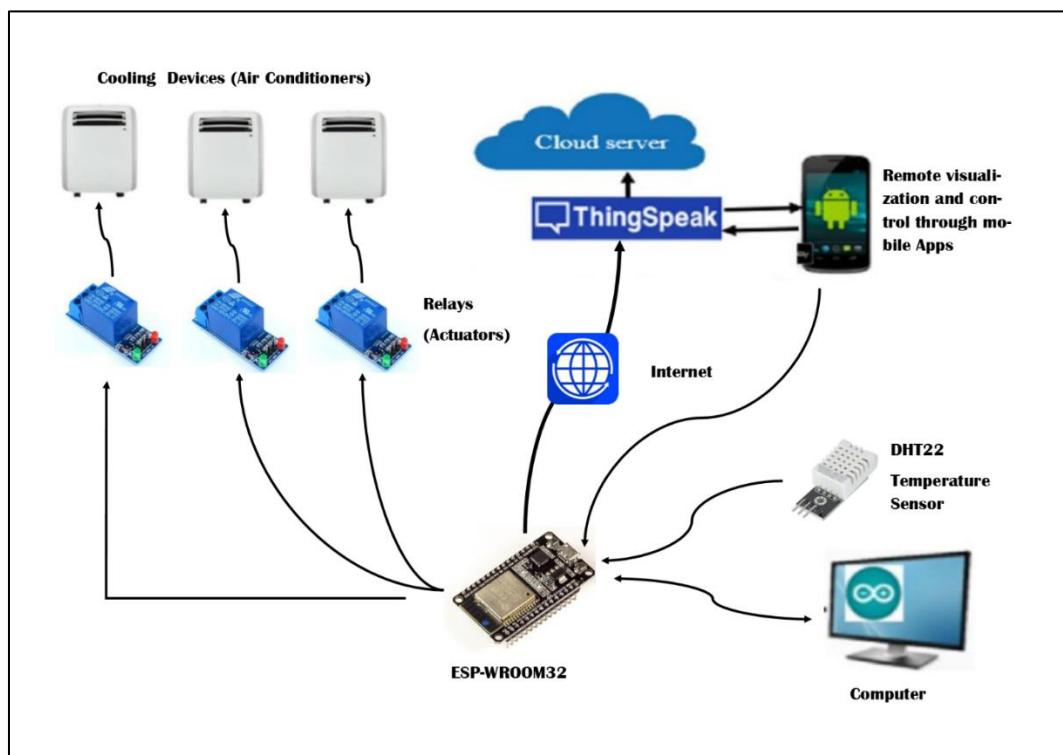 Cooling Devices (Air Conditioners)
Cloud server
ThingSpeak
Remote visuali-
zation and con-
trol through mo-
bile Apps
Relays
(Actuators)
Internet
DHT22
Temperature
Sensor
ESP-WROOM32
Computer